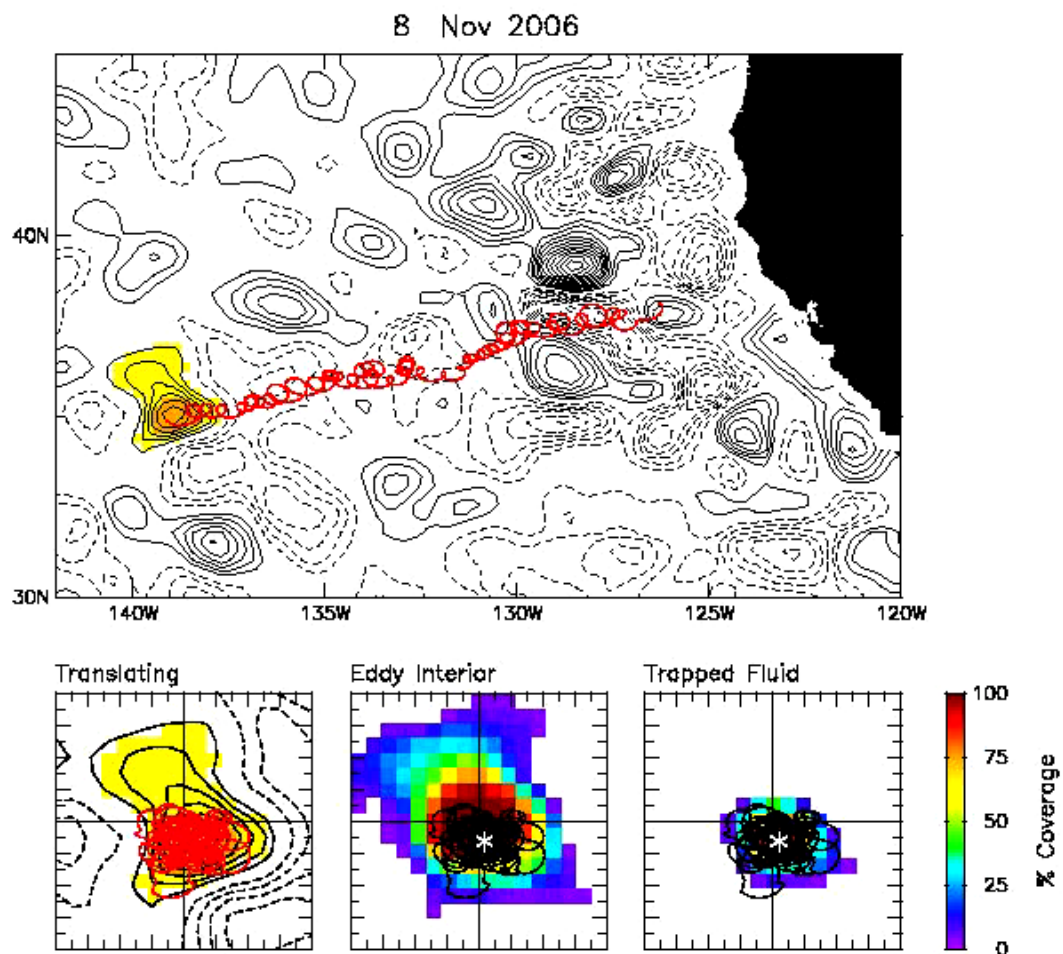 8 Nov 2006
40N
30N
140W 135W 130W 125W 120W
Translating Eddy Interior Trapped Fluid
100
75
50
25
0
% Coverage